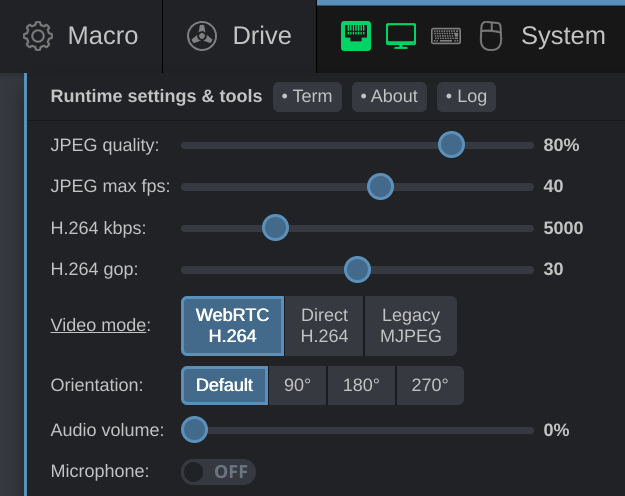 Macro Drive System
Runtime settings & tools • Term • About • Log
JPEG quality: 80%
JPEG max fps: 40
H.264 kbps: 5000
H.264 gop: 30
Video mode: WebRTC H.264 Direct H.264 Legacy MJPEG
Orientation: Default 90° 180° 270°
Audio volume: 0%
Microphone: OFF